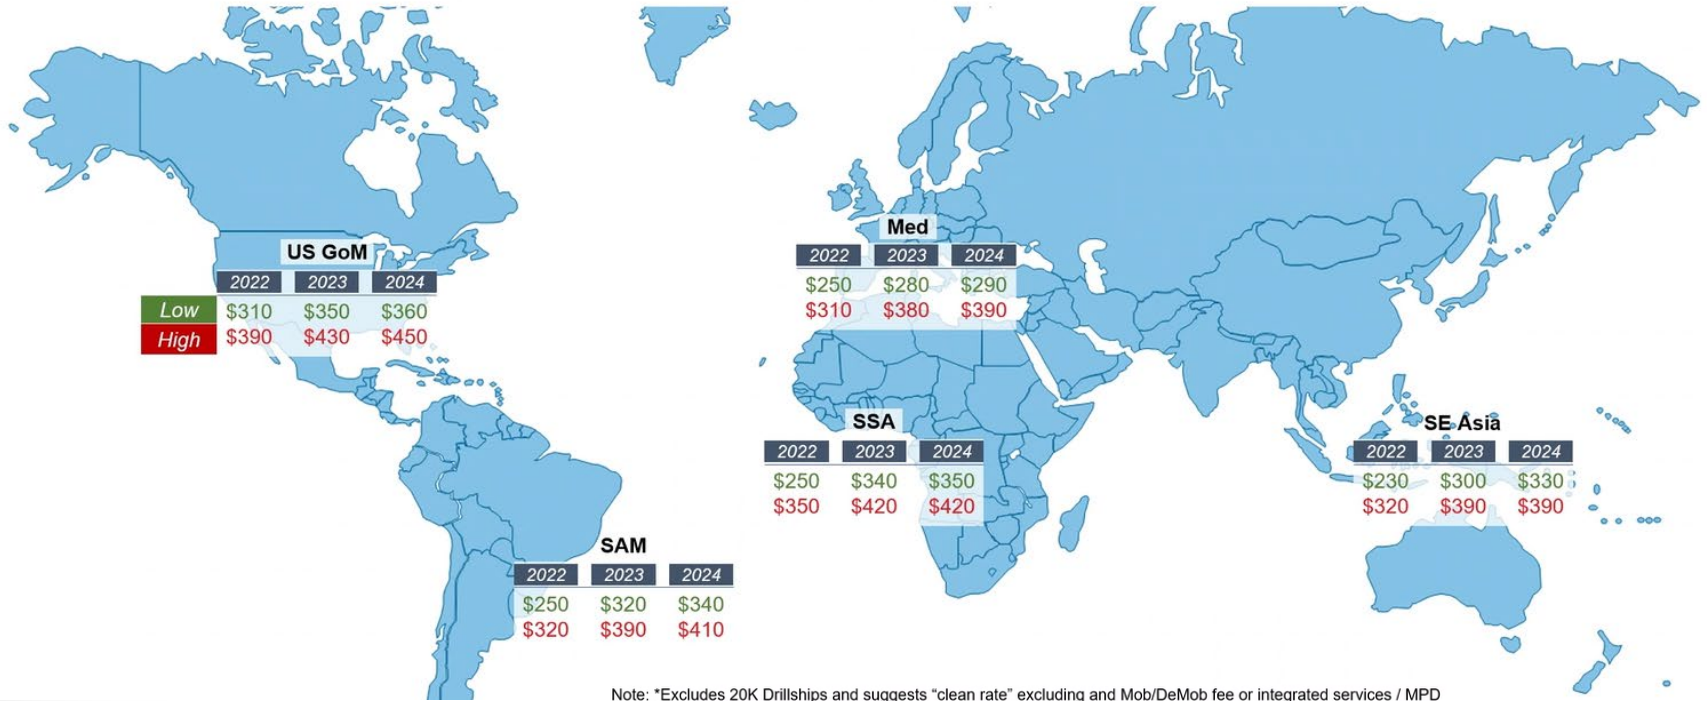 US GoM
2022 2023 2024
Low $310 $350 $360
High $390 $430 $450
Med
2022 2023 2024
$250 $280 $290
$310 $380 $390
SSA
2022 2023 2024
$250 $340 $350
$350 $420 $420
SE Asia
2022 2023 2024
$230 $300 $330
$320 $390 $390
SAM
2022 2023 2024
$250 $320 $340
$320 $390 $410
Note: *Excludes 20K Drillships and suggests “clean rate” excluding and Mob/DeMob fee or integrated services / MPD